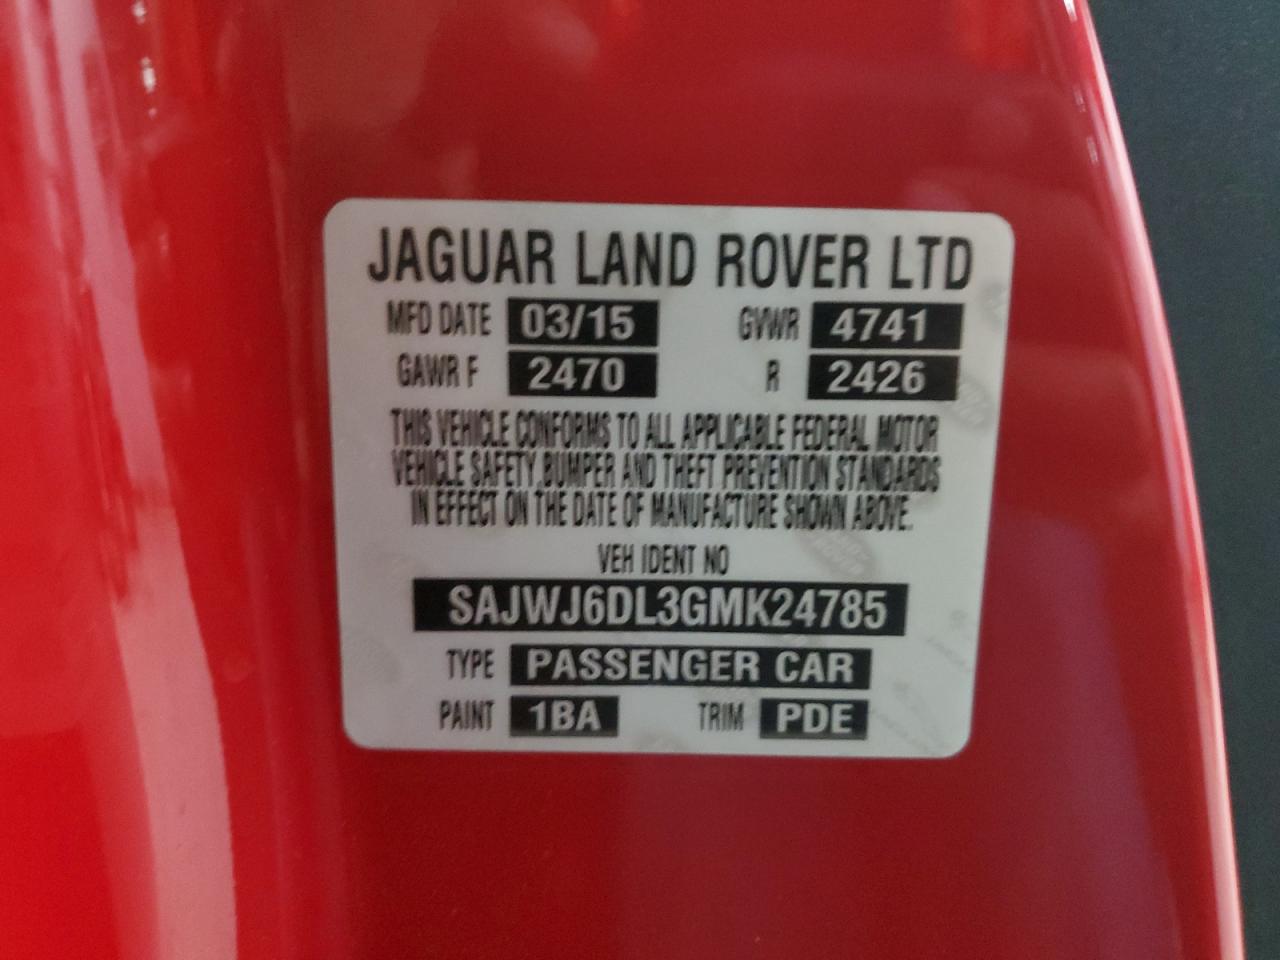 JAGUAR LAND ROVER LTD
MFD DATE 03/15 GVWR 4741
GAWR F 2470 R 2426
THIS VEHICLE CONFORMS TO ALL APPLICABLE FEDERAL MOTOR
VEHICLE SAFETY,BUMPER AND THEFT PREVENTION STANDARDS
IN EFFECT ON THE DATE OF MANUFACTURE SHOWN ABOVE.
VEH IDENT NO
SAJWJ6DL3GMK24785
TYPE PASSENGER CAR
PAINT 1BA TRIM PDE